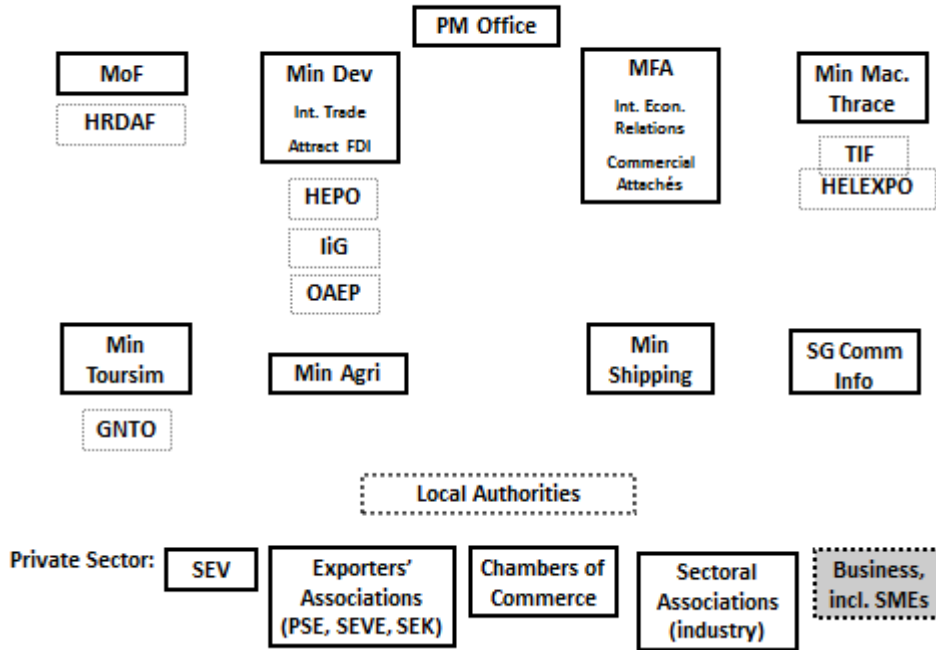 PM Office
MoF
HRDAF
Min Dev
Int. Trade
Attract FDI
HEPO
IiG
OAEP
MFA
Int. Econ.
Relations
Commercial
Attachés
Min Mac.
Thrace
TIF
HELEXPO
Min
Toursim
GNTO
Min Agri
Min
Shipping
SG Comm
Info
Local Authorities
Private Sector:
SEV
Exporters'
Associations
(PSE, SEVE, SEK)
Chambers of
Commerce
Sectoral
Associations
(industry)
Business,
incl. SMEs